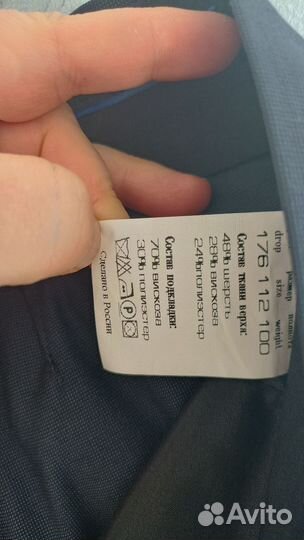 размер полнота
drop size weight
176 112 100
Состав ткани верха:
48% шерсть
28% вискоза
24%полиэстер
Состав подкладки:
70% вискоза
30% полиэстер
P
Сделано в России
Avito